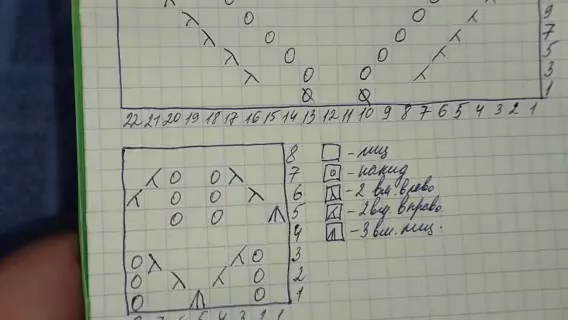 9
7
5
3
1
22 21 20 19 18 17 16 15 14 13 12 11 10 9 8 7 6 5 4 3 2 1
8 - лиц
7 - накид
6 - 2 вм. влево
5 - 2 вм. вправо
4 - 3 вм. лиц.
3
2
1